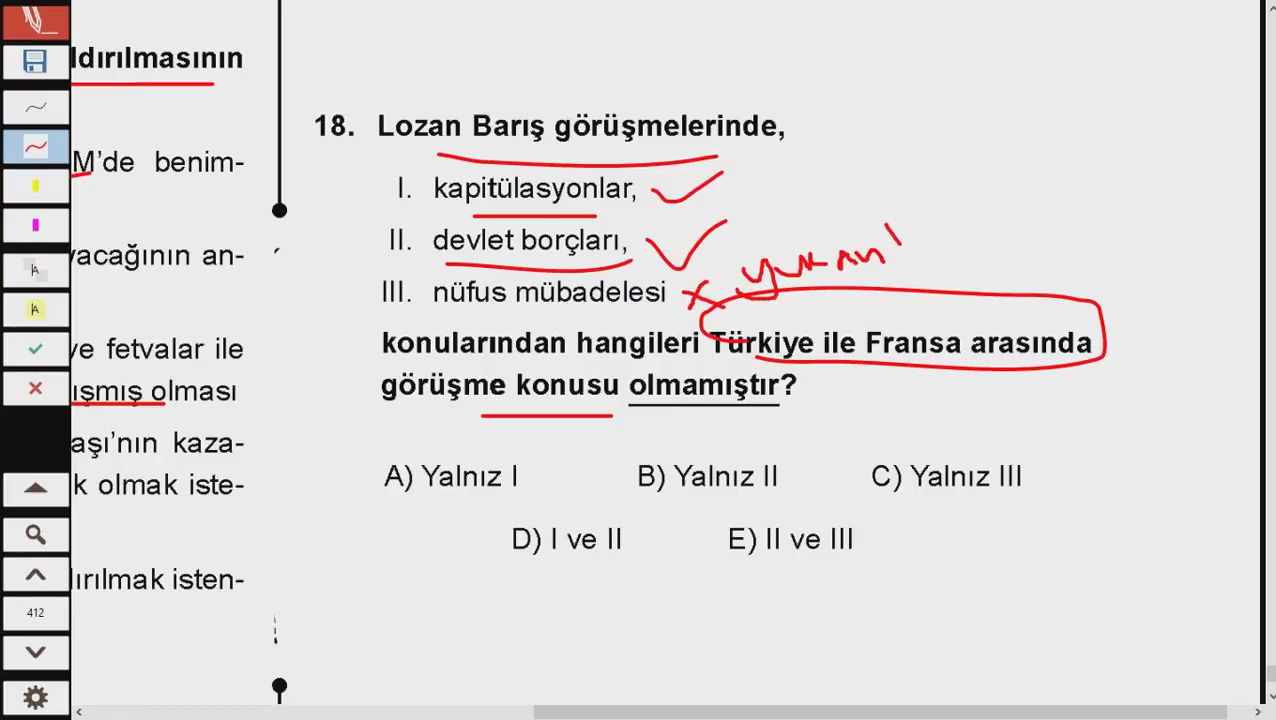 ldırılmasının
M’de benim-
yacağının an-
ve fetvalar ile
ışmış olması
aşı’nın kaza-
k olmak iste-
dırılmak isten-
412
18. Lozan Barış görüşmelerinde,
I. kapitülasyonlar,
II. devlet borçları,
III. nüfus mübadelesi
konularından hangileri Türkiye ile Fransa arasında
görüşme konusu olmamıştır?
A) Yalnız I B) Yalnız II C) Yalnız III
D) I ve II E) II ve III